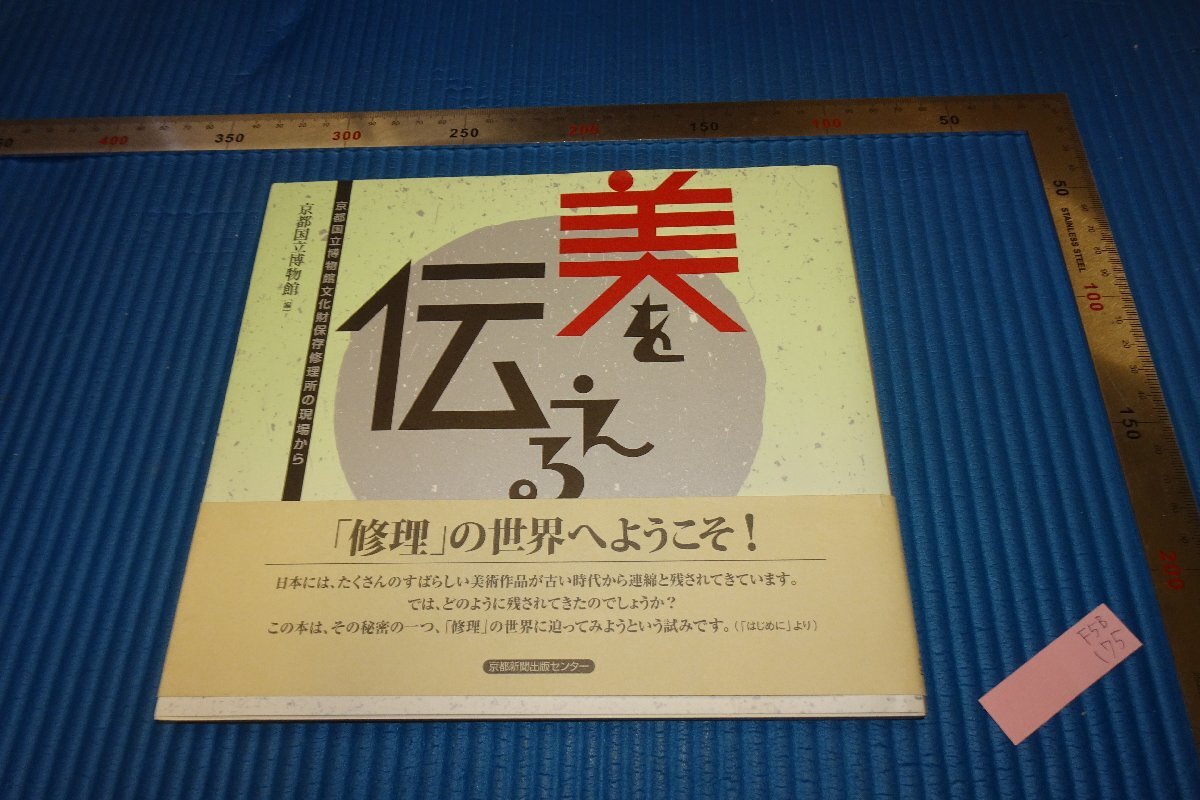 50 400 350 300 250 200 150 100 50
50
STAINLESS STEEL
100
150
200
美を
伝える。
京都国立博物館文化財保存修理所の現場から
京都国立博物館 [編]
「修理」の世界へようこそ!
日本には、たくさんのすばらしい美術作品が古い時代から連綿と残されてきています。
では、どのように残されてきたのでしょうか?
この本は、その秘密の一つ、「修理」の世界に迫ってみようという試みです。(「はじめに」より)
京都新聞出版センター
F5B
175